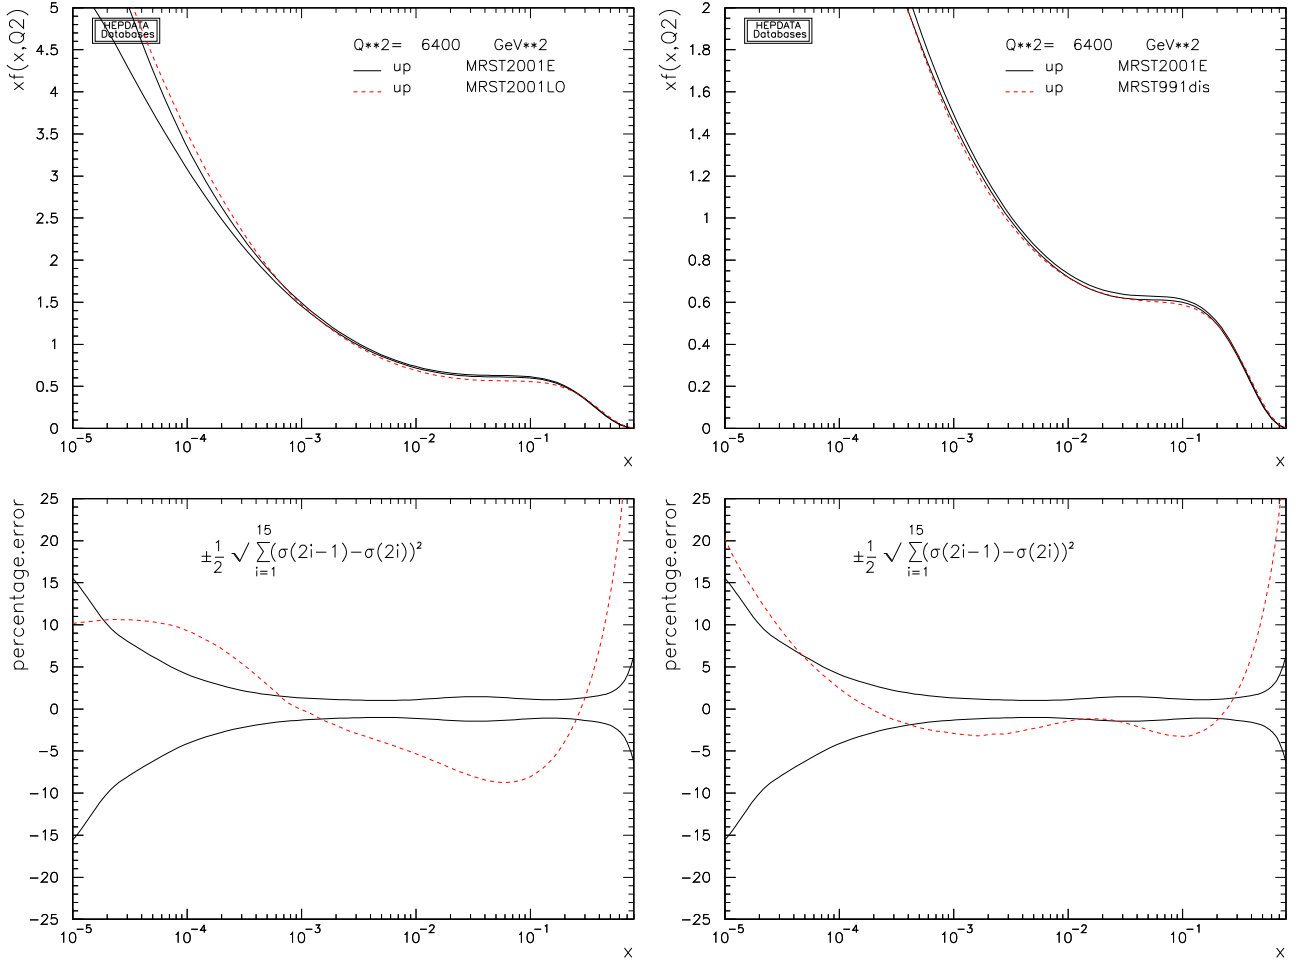 5
4.5
4
3.5
3
2.5
2
1.5
1
0.5
0
xf(x,Q2)
HEPDATA
Databases
Q**2= 6400 GeV**2
up MRST2001E
up MRST2001LO
10⁻⁵ 10⁻⁴ 10⁻³ 10⁻² 10⁻¹
x
2
1.8
1.6
1.4
1.2
1
0.8
0.6
0.4
0.2
0
xf(x,Q2)
HEPDATA
Databases
Q**2= 6400 GeV**2
up MRST2001E
up MRST991dis
10⁻⁵ 10⁻⁴ 10⁻³ 10⁻² 10⁻¹
x
25
20
15
10
5
0
-5
-10
-15
-20
-25
percentage.error
±½ √ ∑ᵢ₌₁¹⁵(σ(2i-1)-σ(2i))²
10⁻⁵ 10⁻⁴ 10⁻³ 10⁻² 10⁻¹
x
25
20
15
10
5
0
-5
-10
-15
-20
-25
percentage.error
±½ √ ∑ᵢ₌₁¹⁵(σ(2i-1)-σ(2i))²
10⁻⁵ 10⁻⁴ 10⁻³ 10⁻² 10⁻¹
x